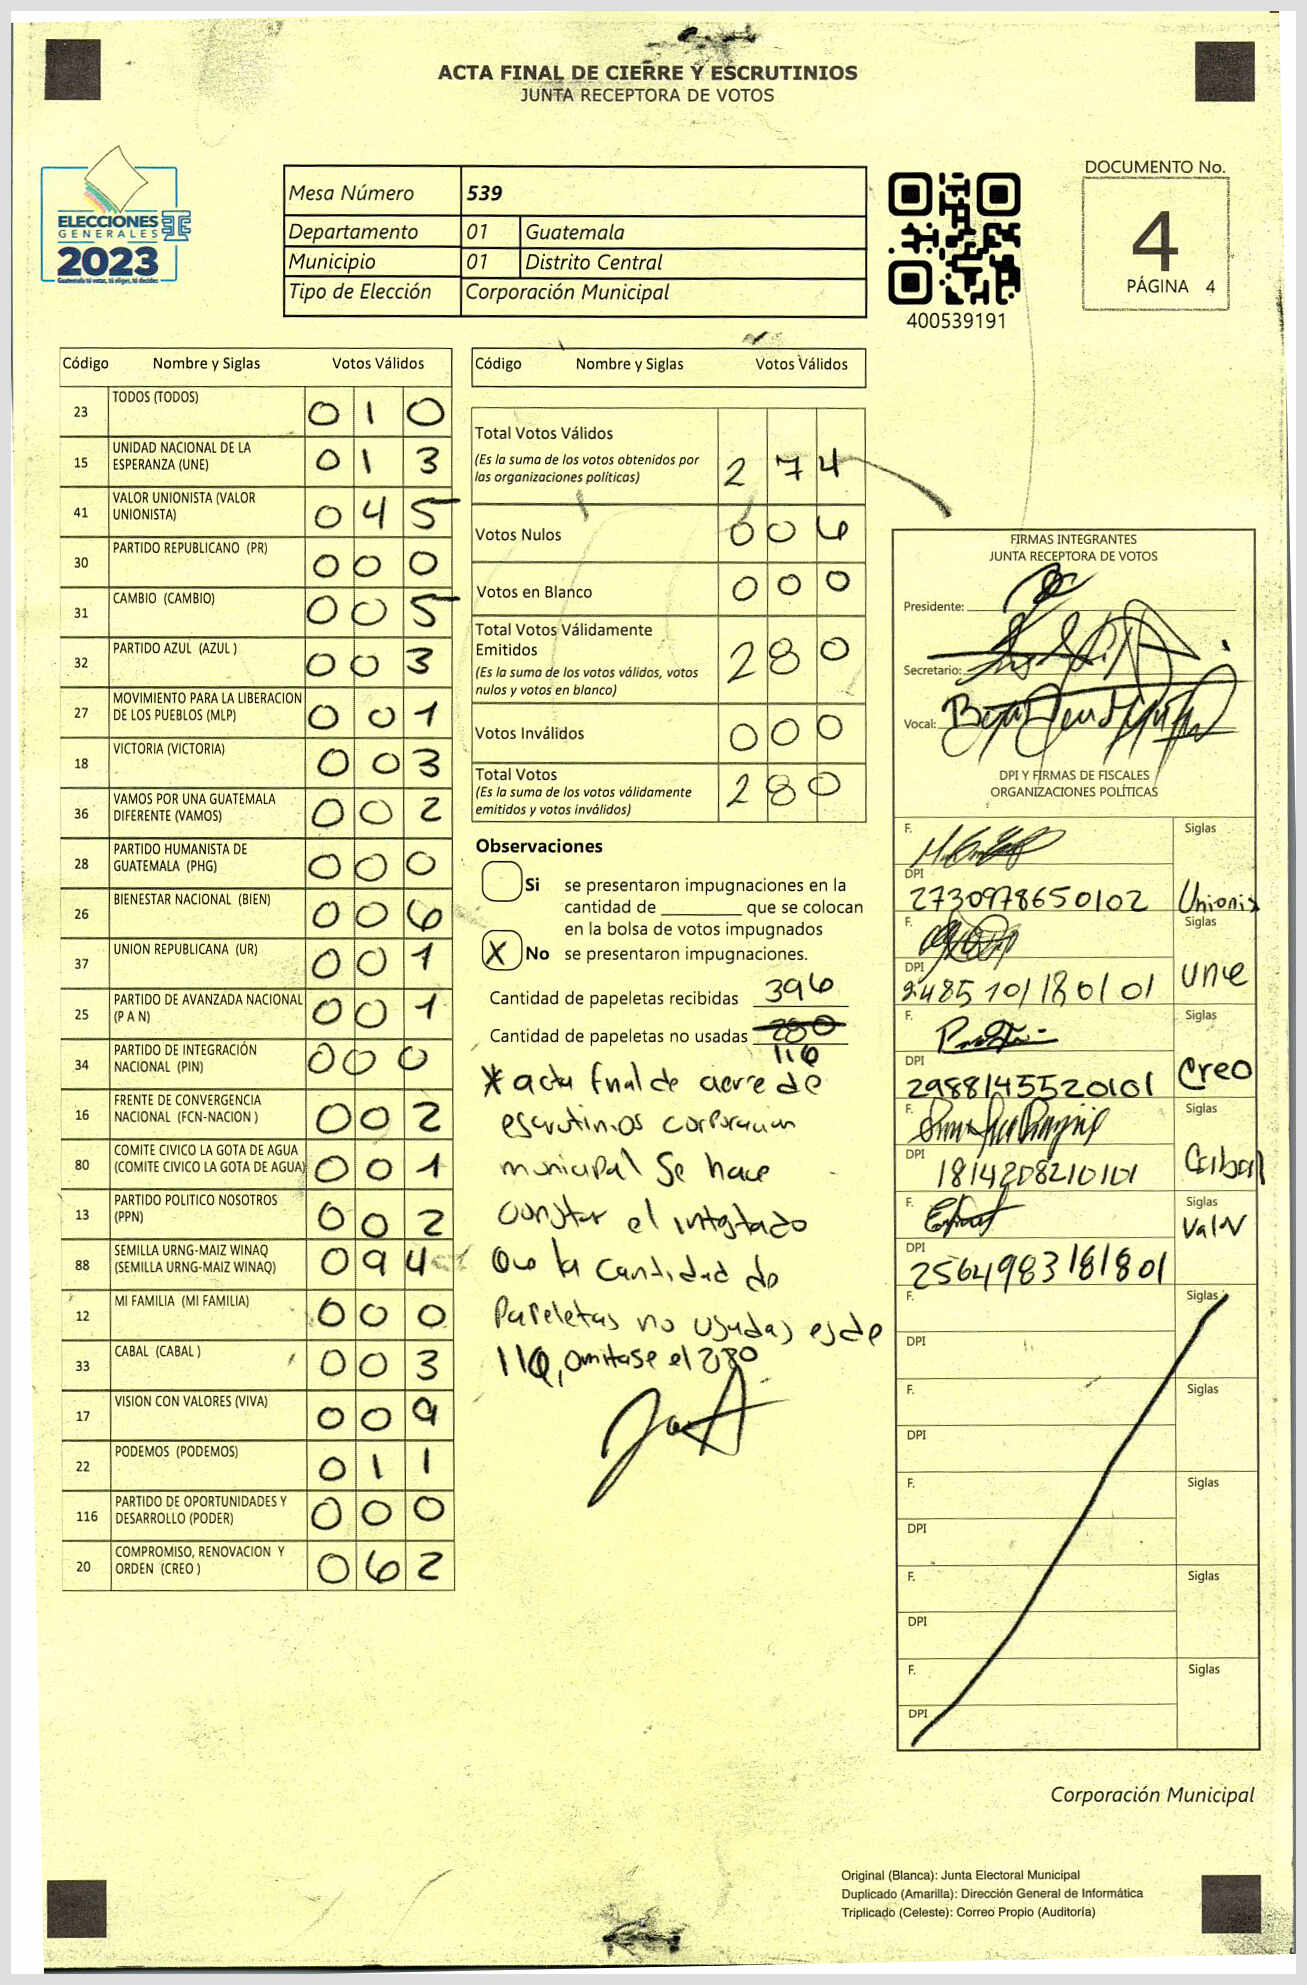 ACTA FINAL DE CIERRE Y ESCRUTINIOS
JUNTA RECEPTORA DE VOTOS
ELECCIONES
GENERALES
2023
Guatemala tú votas, tú eliges, tú decides
Mesa Número 539
Departamento 01 Guatemala
Municipio 01 Distrito Central
Tipo de Elección Corporación Municipal
400539191
DOCUMENTO No.
4
PÁGINA 4
Código Nombre y Siglas Votos Válidos
23 TODOS (TODOS) 0 1 0
15 UNIDAD NACIONAL DE LA ESPERANZA (UNE) 0 1 3
41 VALOR UNIONISTA (VALOR UNIONISTA) 0 4 5
30 PARTIDO REPUBLICANO (PR) 0 0 0
31 CAMBIO (CAMBIO) 0 0 5
32 PARTIDO AZUL (AZUL ) 0 0 3
27 MOVIMIENTO PARA LA LIBERACION DE LOS PUEBLOS (MLP) 0 0 1
18 VICTORIA (VICTORIA) 0 0 3
36 VAMOS POR UNA GUATEMALA DIFERENTE (VAMOS) 0 0 2
28 PARTIDO HUMANISTA DE GUATEMALA (PHG) 0 0 0
26 BIENESTAR NACIONAL (BIEN) 0 0 6
37 UNION REPUBLICANA (UR) 0 0 1
25 PARTIDO DE AVANZADA NACIONAL (P A N) 0 0 1
34 PARTIDO DE INTEGRACIÓN NACIONAL (PIN) 0 0 0
16 FRENTE DE CONVERGENCIA NACIONAL (FCN-NACION ) 0 0 2
80 COMITE CIVICO LA GOTA DE AGUA (COMITE CIVICO LA GOTA DE AGUA) 0 0 1
13 PARTIDO POLITICO NOSOTROS (PPN) 0 0 2
88 SEMILLA URNG-MAIZ WINAQ (SEMILLA URNG-MAIZ WINAQ) 0 9 4
12 MI FAMILIA (MI FAMILIA) 0 0 0
33 CABAL (CABAL ) 0 0 3
17 VISION CON VALORES (VIVA) 0 0 9
22 PODEMOS (PODEMOS) 0 1 1
116 PARTIDO DE OPORTUNIDADES Y DESARROLLO (PODER) 0 0 0
20 COMPROMISO, RENOVACION Y ORDEN (CREO ) 0 6 2
Código Nombre y Siglas Votos Válidos
Total Votos Válidos 2 7 4
(Es la suma de los votos obtenidos por
las organizaciones políticas)
Votos Nulos 0 0 6
Votos en Blanco 0 0 0
Total Votos Válidamente
Emitidos 2 8 0
(Es la suma de los votos válidos, votos
nulos y votos en blanco)
Votos Inválidos 0 0 0
Total Votos 2 8 0
(Es la suma de los votos válidamente
emitidos y votos inválidos)
Observaciones
Si se presentaron impugnaciones en la
cantidad de ________ que se colocan
en la bolsa de votos impugnados
X No se presentaron impugnaciones.
Cantidad de papeletas recibidas 396
Cantidad de papeletas no usadas 280
116
* acta final de cierre de
escrutinios corporacion
municipal Se hace
constar el
Que la cantidad de
Papeletas no usadas es de
116, omitase el 280
FIRMAS INTEGRANTES
JUNTA RECEPTORA DE VOTOS
Presidente:
Secretario:
Vocal:
DPI Y FIRMAS DE FISCALES
ORGANIZACIONES POLÍTICAS
F. Siglas
DPI 2730978650102 Unionis
F. Siglas
DPI 2485101180101 une
F. Siglas
DPI 2988145520101 Creo
F. Siglas
DPI 1814208210101 Cabal
F. Siglas
DPI 2564983181801 Valor
F. Siglas
DPI
F. Siglas
DPI
F. Siglas
DPI
F. Siglas
DPI
F. Siglas
DPI
Corporación Municipal
Original (Blanca): Junta Electoral Municipal
Duplicado (Amarilla): Dirección General de Informática
Triplicado (Celeste): Correo Propio (Auditoría)